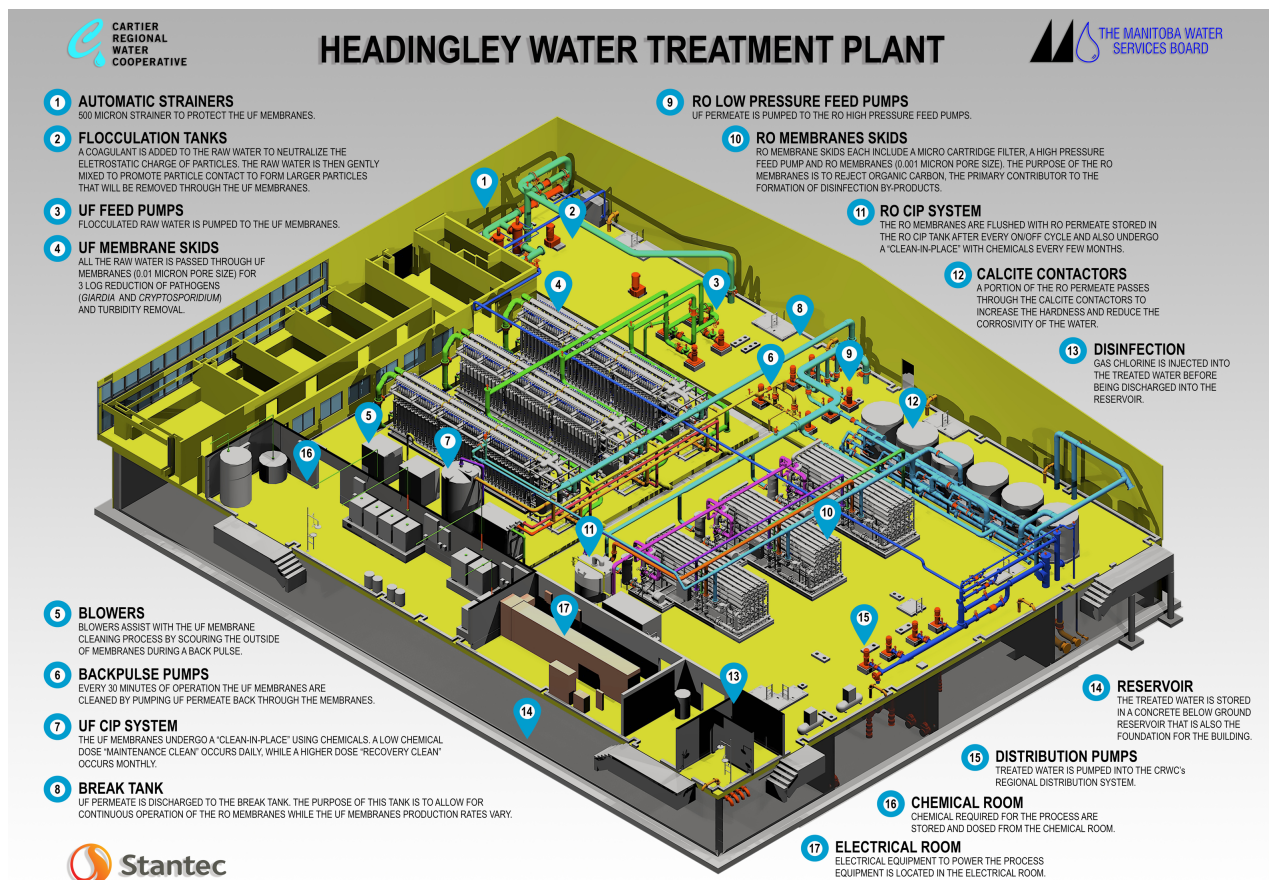 CARTIER
REGIONAL
WATER
COOPERATIVE
HEADINGLEY WATER TREATMENT PLANT
THE MANITOBA WATER
SERVICES BOARD
1 AUTOMATIC STRAINERS
500 MICRON STRAINER TO PROTECT THE UF MEMBRANES.
2 FLOCCULATION TANKS
A COAGULANT IS ADDED TO THE RAW WATER TO NEUTRALIZE THE
ELETROSTATIC CHARGE OF PARTICLES. THE RAW WATER IS THEN GENTLY
MIXED TO PROMOTE PARTICLE CONTACT TO FORM LARGER PARTICLES
THAT WILL BE REMOVED THROUGH THE UF MEMBRANES.
3 UF FEED PUMPS
FLOCCULATED RAW WATER IS PUMPED TO THE UF MEMBRANES.
4 UF MEMBRANE SKIDS
ALL THE RAW WATER IS PASSED THROUGH UF
MEMBRANES (0.01 MICRON PORE SIZE) FOR
3 LOG REDUCTION OF PATHOGENS
(GIARDIA AND CRYPTOSPORIDIUM)
AND TURBIDITY REMOVAL.
9 RO LOW PRESSURE FEED PUMPS
UF PERMEATE IS PUMPED TO THE RO HIGH PRESSURE FEED PUMPS.
10 RO MEMBRANES SKIDS
RO MEMBRANE SKIDS EACH INCLUDE A MICRO CARTRIDGE FILTER, A HIGH PRESSURE
FEED PUMP AND RO MEMBRANES (0.001 MICRON PORE SIZE). THE PURPOSE OF THE RO
MEMBRANES IS TO REJECT ORGANIC CARBON, THE PRIMARY CONTRIBUTOR TO THE
FORMATION OF DISINFECTION BY-PRODUCTS.
11 RO CIP SYSTEM
THE RO MEMBRANES ARE FLUSHED WITH RO PERMEATE STORED IN
THE RO CIP TANK AFTER EVERY ON/OFF CYCLE AND ALSO UNDERGO
A “CLEAN-IN-PLACE” WITH CHEMICALS EVERY FEW MONTHS.
12 CALCITE CONTACTORS
A PORTION OF THE RO PERMEATE PASSES
THROUGH THE CALCITE CONTACTORS TO
INCREASE THE HARDNESS AND REDUCE THE
CORROSIVITY OF THE WATER.
13 DISINFECTION
GAS CHLORINE IS INJECTED INTO
THE TREATED WATER BEFORE
BEING DISCHARGED INTO THE
RESERVOIR.
1
2
3
4
8
6
9
12
5
7
16
10
11
17
15
13
14
5 BLOWERS
BLOWERS ASSIST WITH THE UF MEMBRANE
CLEANING PROCESS BY SCOURING THE OUTSIDE
OF MEMBRANES DURING A BACK PULSE.
6 BACKPULSE PUMPS
EVERY 30 MINUTES OF OPERATION THE UF MEMBRANES ARE
CLEANED BY PUMPING UF PERMEATE BACK THROUGH THE MEMBRANES.
7 UF CIP SYSTEM
THE UF MEMBRANES UNDERGO A “CLEAN-IN-PLACE” USING CHEMICALS. A LOW CHEMICAL
DOSE “MAINTENANCE CLEAN” OCCURS DAILY, WHILE A HIGHER DOSE “RECOVERY CLEAN”
OCCURS MONTHLY.
8 BREAK TANK
UF PERMEATE IS DISCHARGED TO THE BREAK TANK. THE PURPOSE OF THIS TANK IS TO ALLOW FOR
CONTINUOUS OPERATION OF THE RO MEMBRANES WHILE THE UF MEMBRANES PRODUCTION RATES VARY.
14 RESERVOIR
THE TREATED WATER IS STORED
IN A CONCRETE BELOW GROUND
RESERVOIR THAT IS ALSO THE
FOUNDATION FOR THE BUILDING.
15 DISTRIBUTION PUMPS
TREATED WATER IS PUMPED INTO THE CRWC's
REGIONAL DISTRIBUTION SYSTEM.
16 CHEMICAL ROOM
CHEMICAL REQUIRED FOR THE PROCESS ARE
STORED AND DOSED FROM THE CHEMICAL ROOM.
17 ELECTRICAL ROOM
ELECTRICAL EQUIPMENT TO POWER THE PROCESS
EQUIPMENT IS LOCATED IN THE ELECTRICAL ROOM.
Stantec